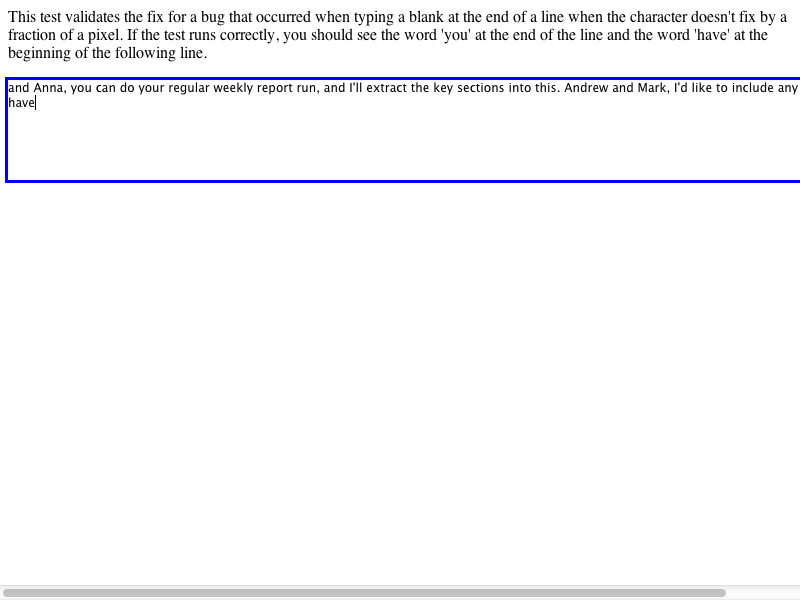 This test validates the fix for a bug that occurred when typing a blank at the end of a line when the character doesn't fix by a
fraction of a pixel. If the test runs correctly, you should see the word 'you' at the end of the line and the word 'have' at the
beginning of the following line.
and Anna, you can do your regular weekly report run, and I'll extract the key sections into this. Andrew and Mark, I'd like to include any
have